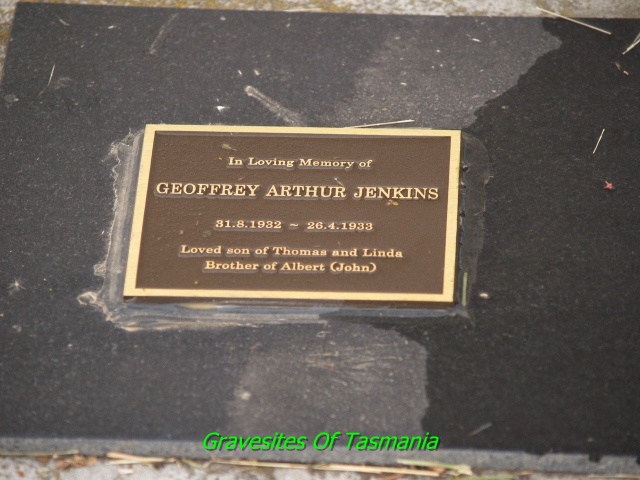 In Loving Memory of
GEOFFREY ARTHUR JENKINS
31.8.1932 ~ 26.4.1933
Loved son of Thomas and Linda
Brother of Albert (John)
Gravesites Of Tasmania